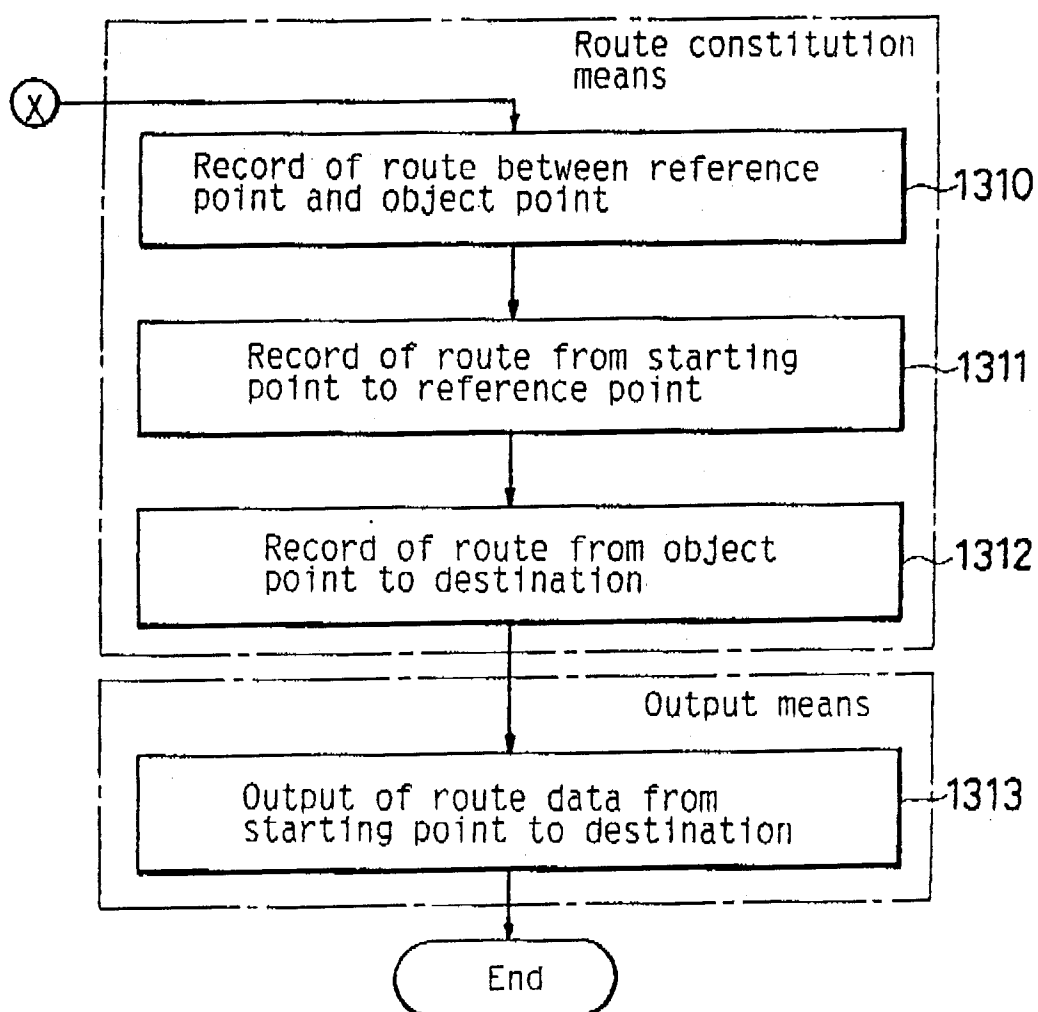 Route constitution
means
X
Record of route between reference
point and object point
1310
Record of route from starting
point to reference point
1311
Record of route from object
point to destination
1312
Output means
Output of route data from
starting point to destination
1313
End